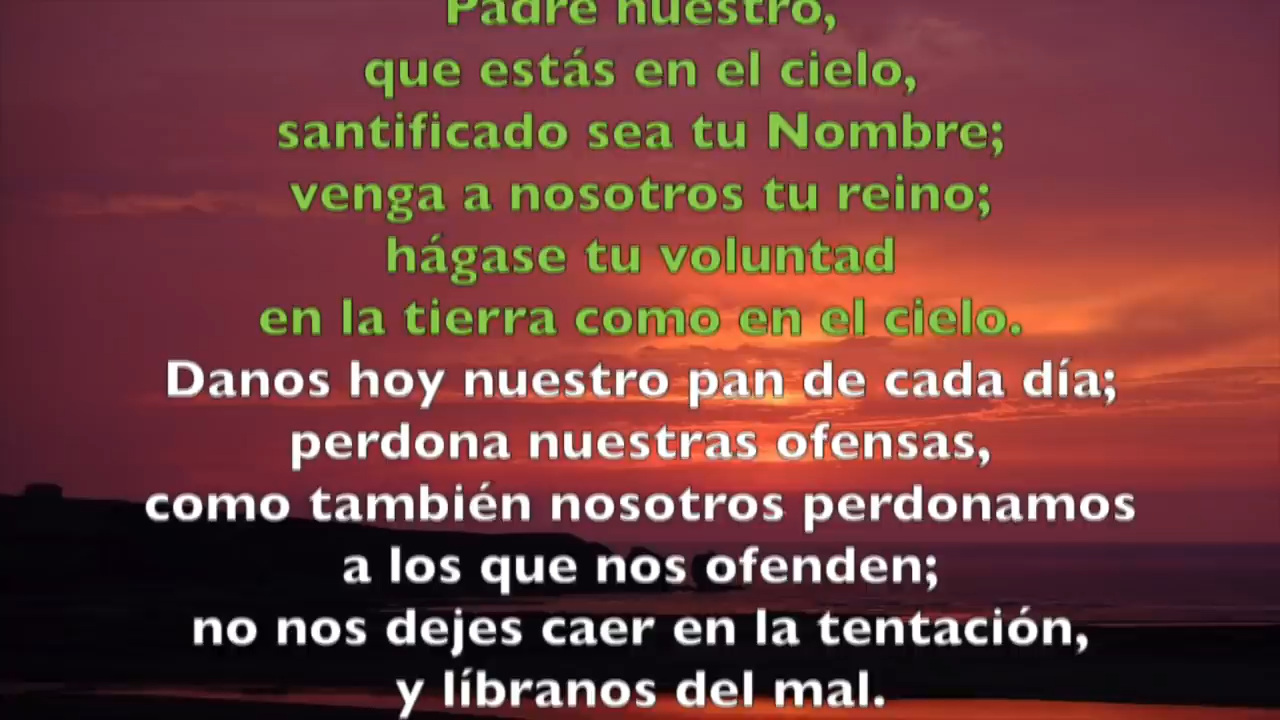 Padre nuestro,
que estás en el cielo,
santificado sea tu Nombre;
venga a nosotros tu reino;
hágase tu voluntad
en la tierra como en el cielo.
Danos hoy nuestro pan de cada día;
perdona nuestras ofensas,
como también nosotros perdonamos
a los que nos ofenden;
no nos dejes caer en la tentación,
y líbranos del mal.